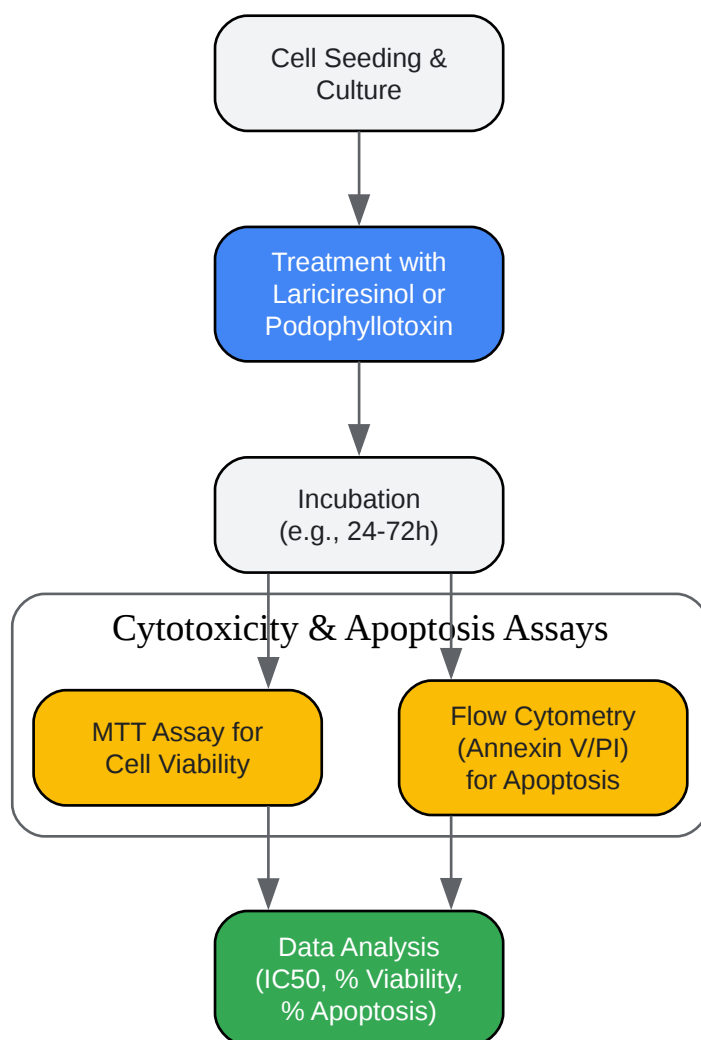 Cell Seeding &
Culture
Treatment with
Lariciresinol or
Podophyllotoxin
Incubation
(e.g., 24-72h)
Cytotoxicity & Apoptosis Assays
MTT Assay for
Cell Viability
Flow Cytometry
(Annexin V/PI)
for Apoptosis
Data Analysis
(IC50, % Viability,
% Apoptosis)